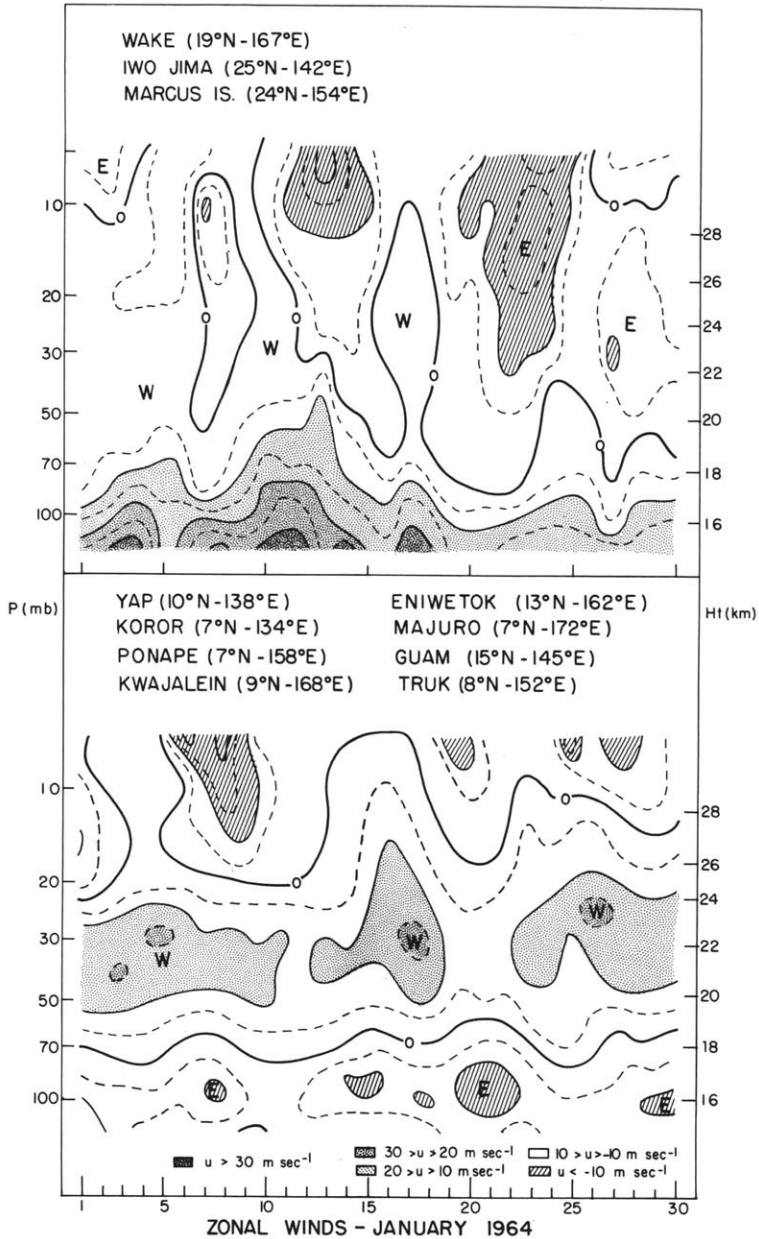 WAKE (19°N-167°E)
IWO JIMA (25°N-142°E)
MARCUS IS. (24°N-154°E)
E
10
0
28
E
26
20
0
0
W
E
24
W
30
W
0
22
50
20
0
70
18
100
16
P (mb)
Ht (km)
YAP (10°N-138°E) ENIWETOK (13°N-162°E)
KOROR (7°N-134°E) MAJURO (7°N-172°E)
PONAPE (7°N-158°E) GUAM (15°N-145°E)
KWAJALEIN (9°N-168°E) TRUK (8°N-152°E)
10
0
28
26
20
0
24
W
30
W
W
22
50
20
70
0
18
E
E
100
E
16
u > 30 m sec⁻¹
30 >u >20 m sec⁻¹
10 >u>-10 m sec⁻¹
20 >u >10 m sec⁻¹
u < -10 m sec⁻¹
1 5 10 15 20 25 30
ZONAL WINDS - JANUARY 1964